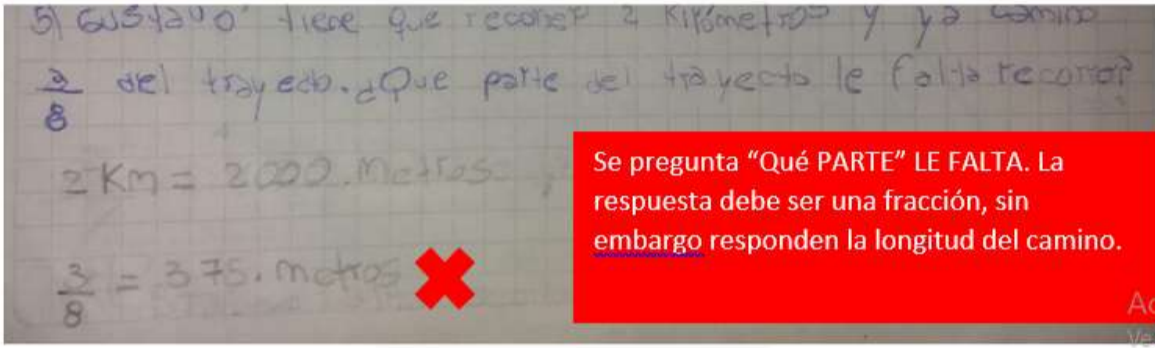 5) Gustavo tiene que recorrer 2 Kilómetros y ya camino
3/8 del trayecto. ¿Que parte del trayecto le falta recorrer?
2 Km = 2000. Metros
3/8 = 375. metros
Se pregunta “Qué PARTE” LE FALTA. La
respuesta debe ser una fracción, sin
embargo responden la longitud del camino.